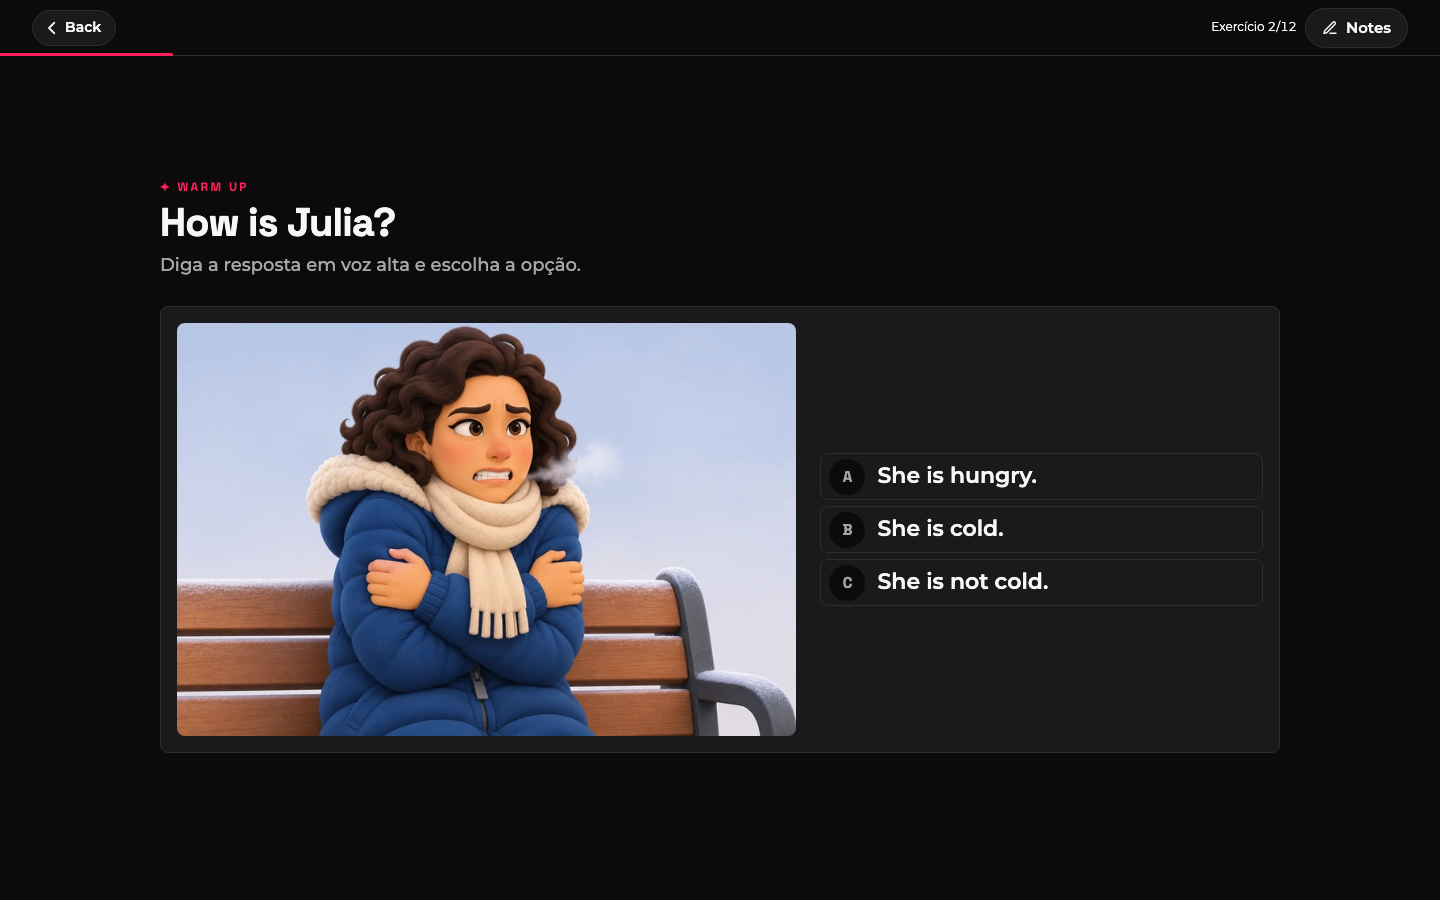 Back
Exercício 2/12
Notes
WARM UP
How is Julia?
Diga a resposta em voz alta e escolha a opção.
A She is hungry.
B She is cold.
C She is not cold.